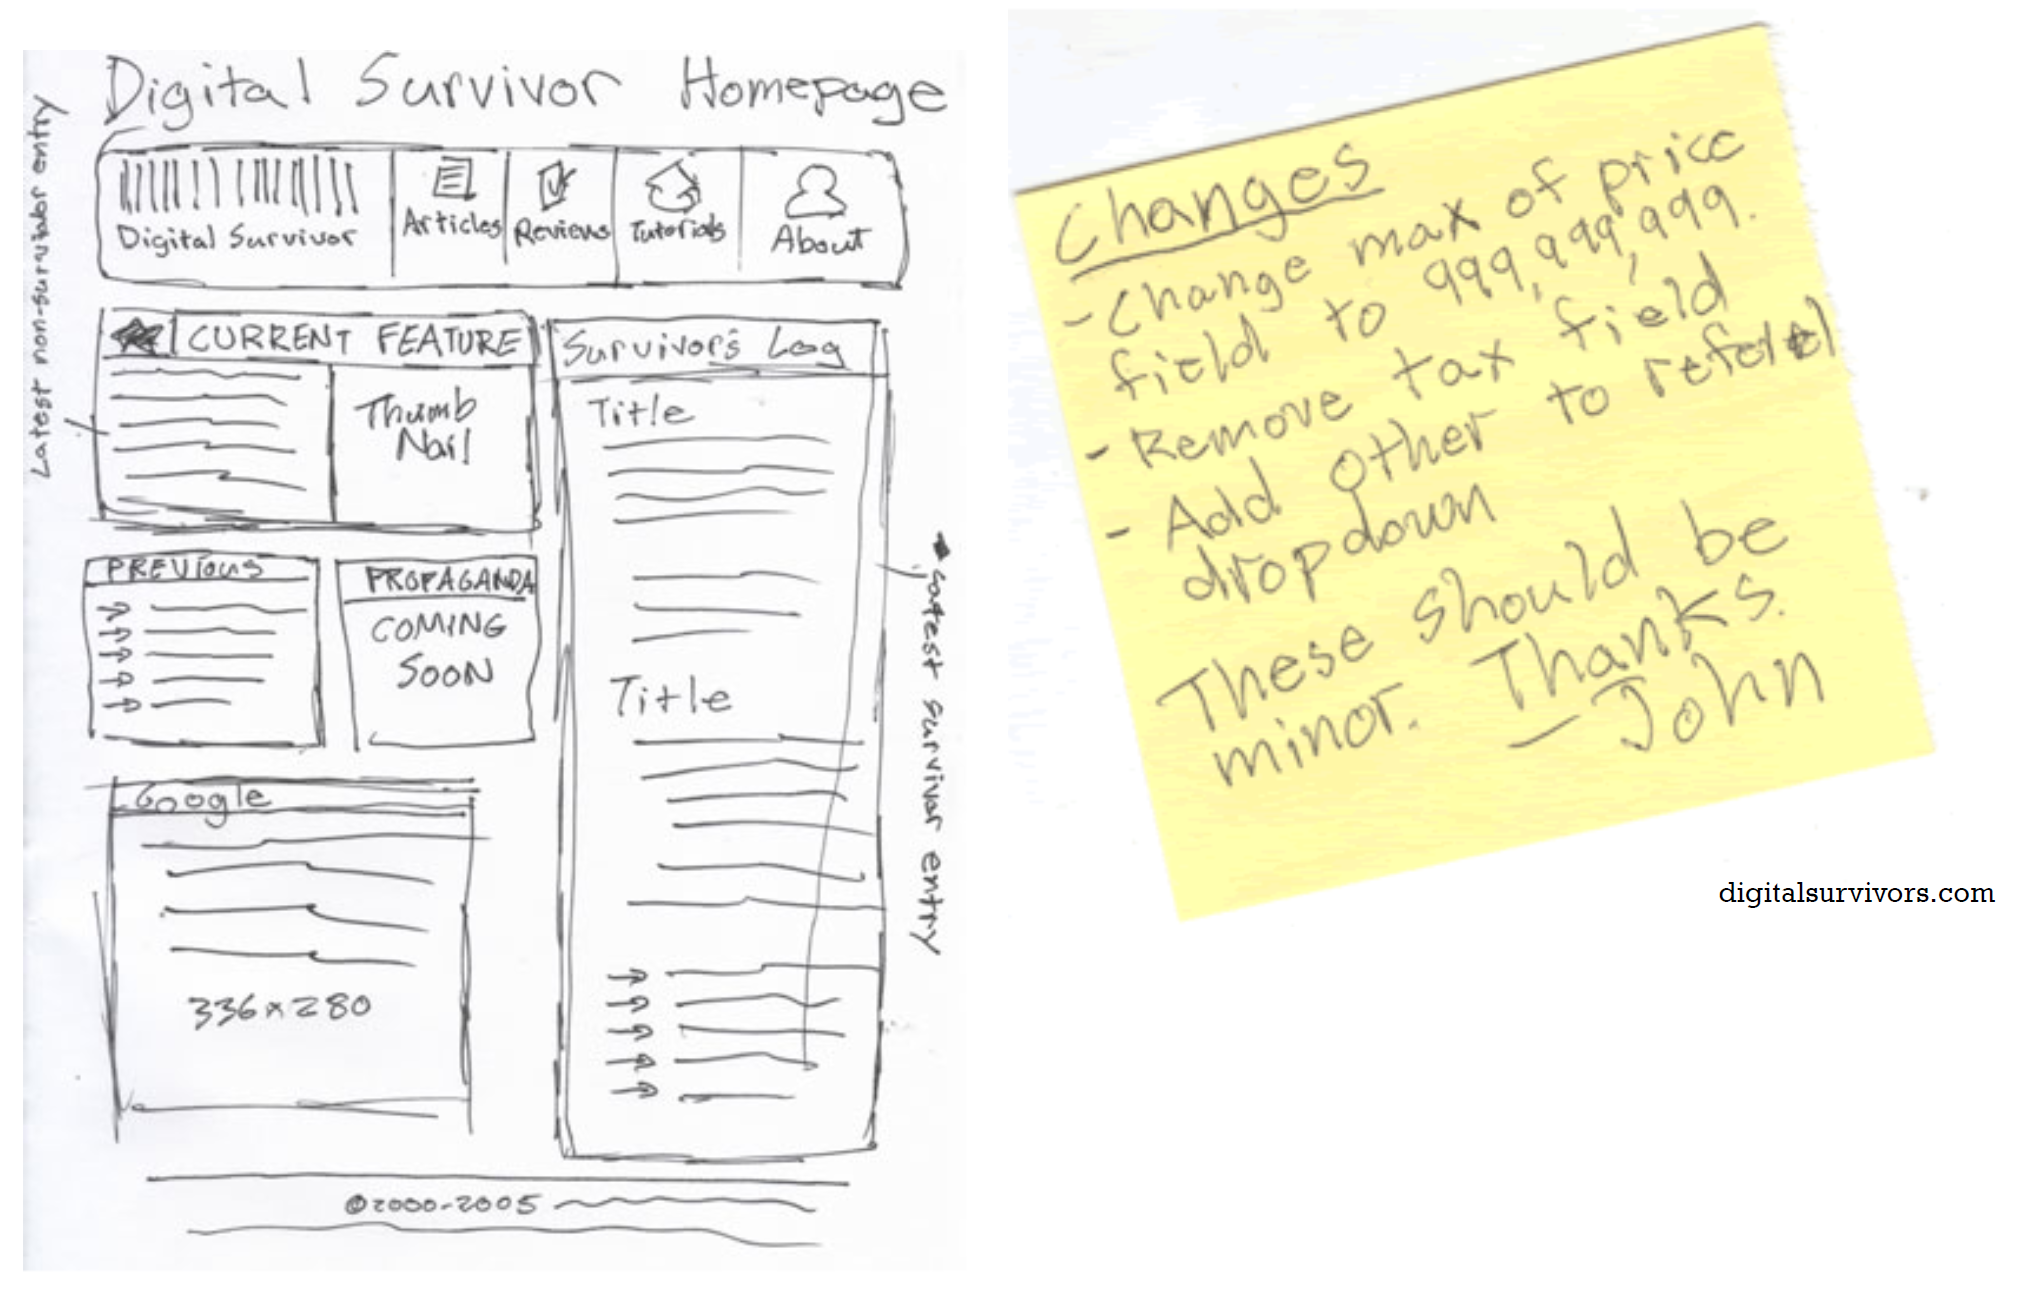 Digital Survivor Homepage
Latest non-survivor entry
Digital Survivor
Articles
Reviews
Tutorials
About
CURRENT FEATURE
Thumb
Nail
Survivor's Log
Title
Title
PREVIOUS
PROPAGANDA
COMING
SOON
Google
336x280
Latest survivor entry
©2000-2005
Changes
- Change max of price
field to 999,999,999.
- Remove tax field
- Add other to referel
dropdown
These should be
minor. Thanks.
-John
digitalsurvivors.com